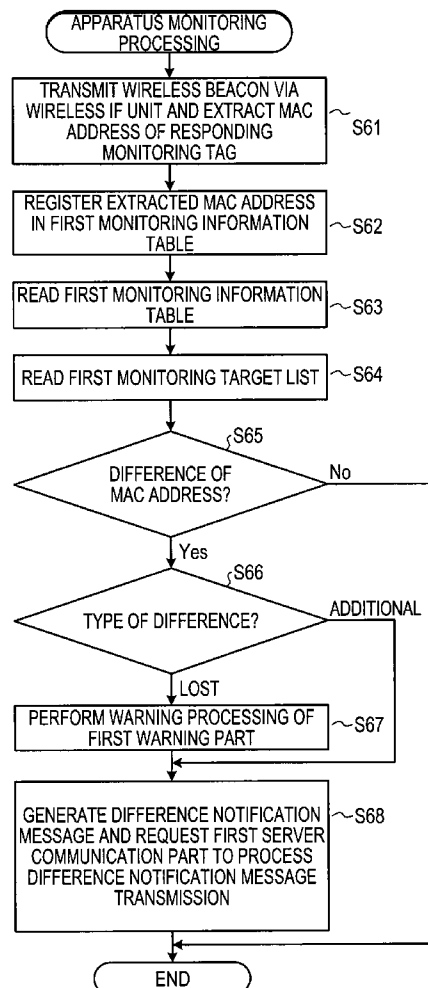 APPARATUS MONITORING
PROCESSING
TRANSMIT WIRELESS BEACON VIA
WIRELESS IF UNIT AND EXTRACT MAC
ADDRESS OF RESPONDING
MONITORING TAG
S61
REGISTER EXTRACTED MAC ADDRESS
IN FIRST MONITORING INFORMATION
TABLE
S62
READ FIRST MONITORING INFORMATION
TABLE
S63
READ FIRST MONITORING TARGET LIST
S64
S65
DIFFERENCE OF
MAC ADDRESS?
No
Yes
S66
TYPE OF DIFFERENCE?
ADDITIONAL
LOST
PERFORM WARNING PROCESSING OF
FIRST WARNING PART
S67
GENERATE DIFFERENCE NOTIFICATION
MESSAGE AND REQUEST FIRST SERVER
COMMUNICATION PART TO PROCESS
DIFFERENCE NOTIFICATION MESSAGE
TRANSMISSION
S68
END